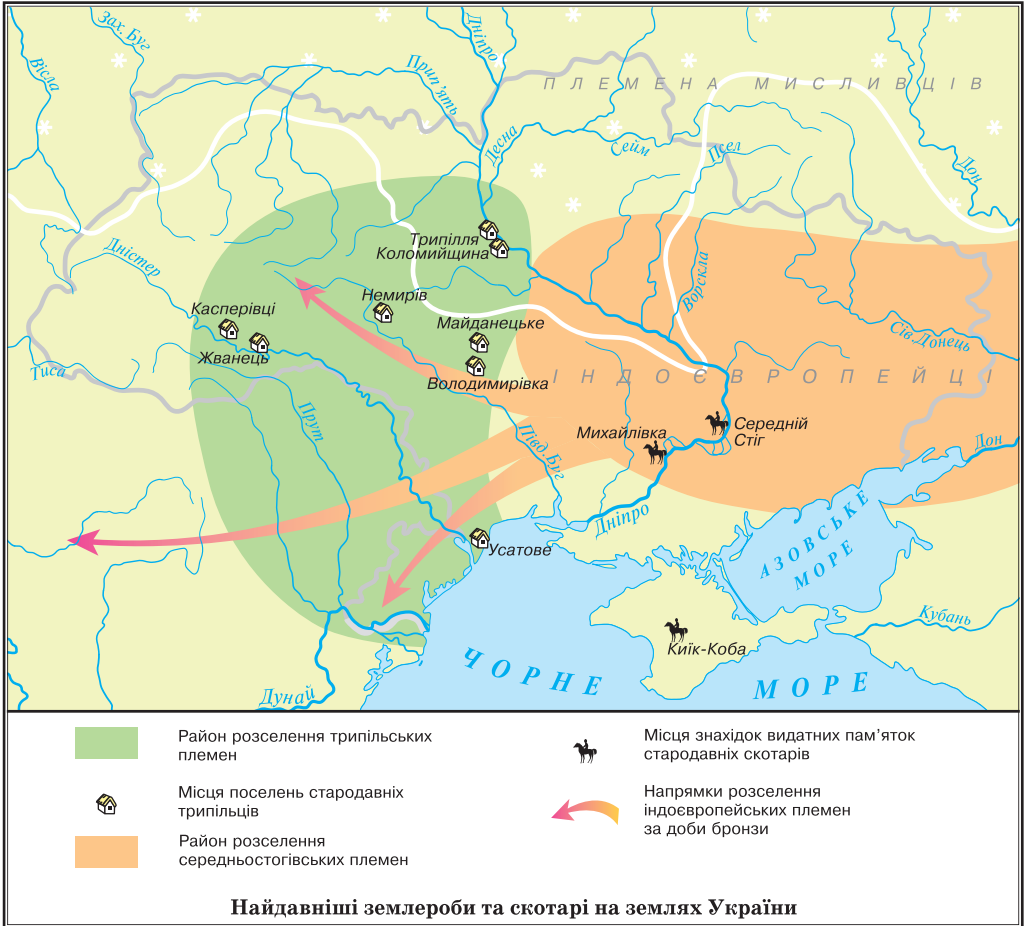 Зах. Буг
Дніпро
Вісла
Прип'ять
ПЛЕМЕНА МИСЛИВЦІВ
Десна
Сейм
Псел
Дон
Дністер
Трипілля
Коломийщина
Ворскла
Немирів
Касперівці
Майданецьке
Сів. Донець
Жванець
Тиса
Володимирівка
ІНДОЄВРОПЕЙЦІ
Прут
Півд. Буг
Михайлівка
Середній
Стіг
Дон
Дніпро
АЗОВСЬКЕ
МОРЕ
Усатове
Кубань
Киїк-Коба
ЧОРНЕ
МОРЕ
Дунай
Район розселення трипільських
племен
Місця поселень стародавніх
трипільців
Район розселення
середньостогівських племен
Місця знахідок видатних пам'яток
стародавніх скотарів
Напрямки розселення
індоєвропейських племен
за доби бронзи
Найдавніші землероби та скотарі на землях України